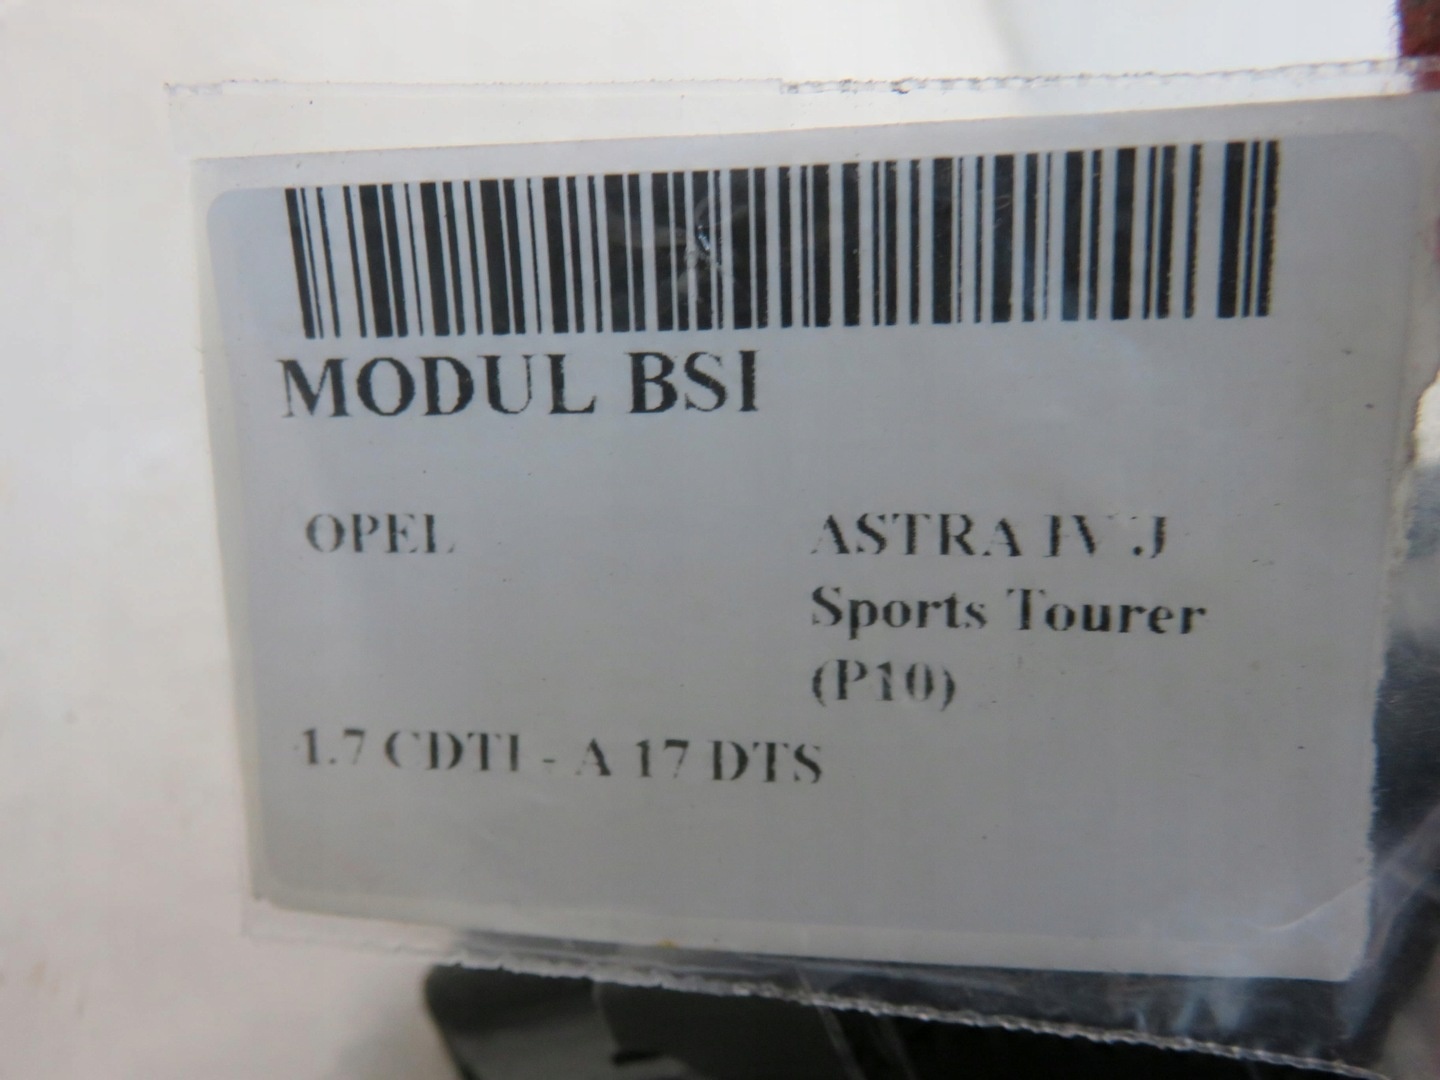 MODUL BSI
OPEL
ASTRA IV J
Sports Tourer
(P10)
1.7 CDTI - A 17 DTS